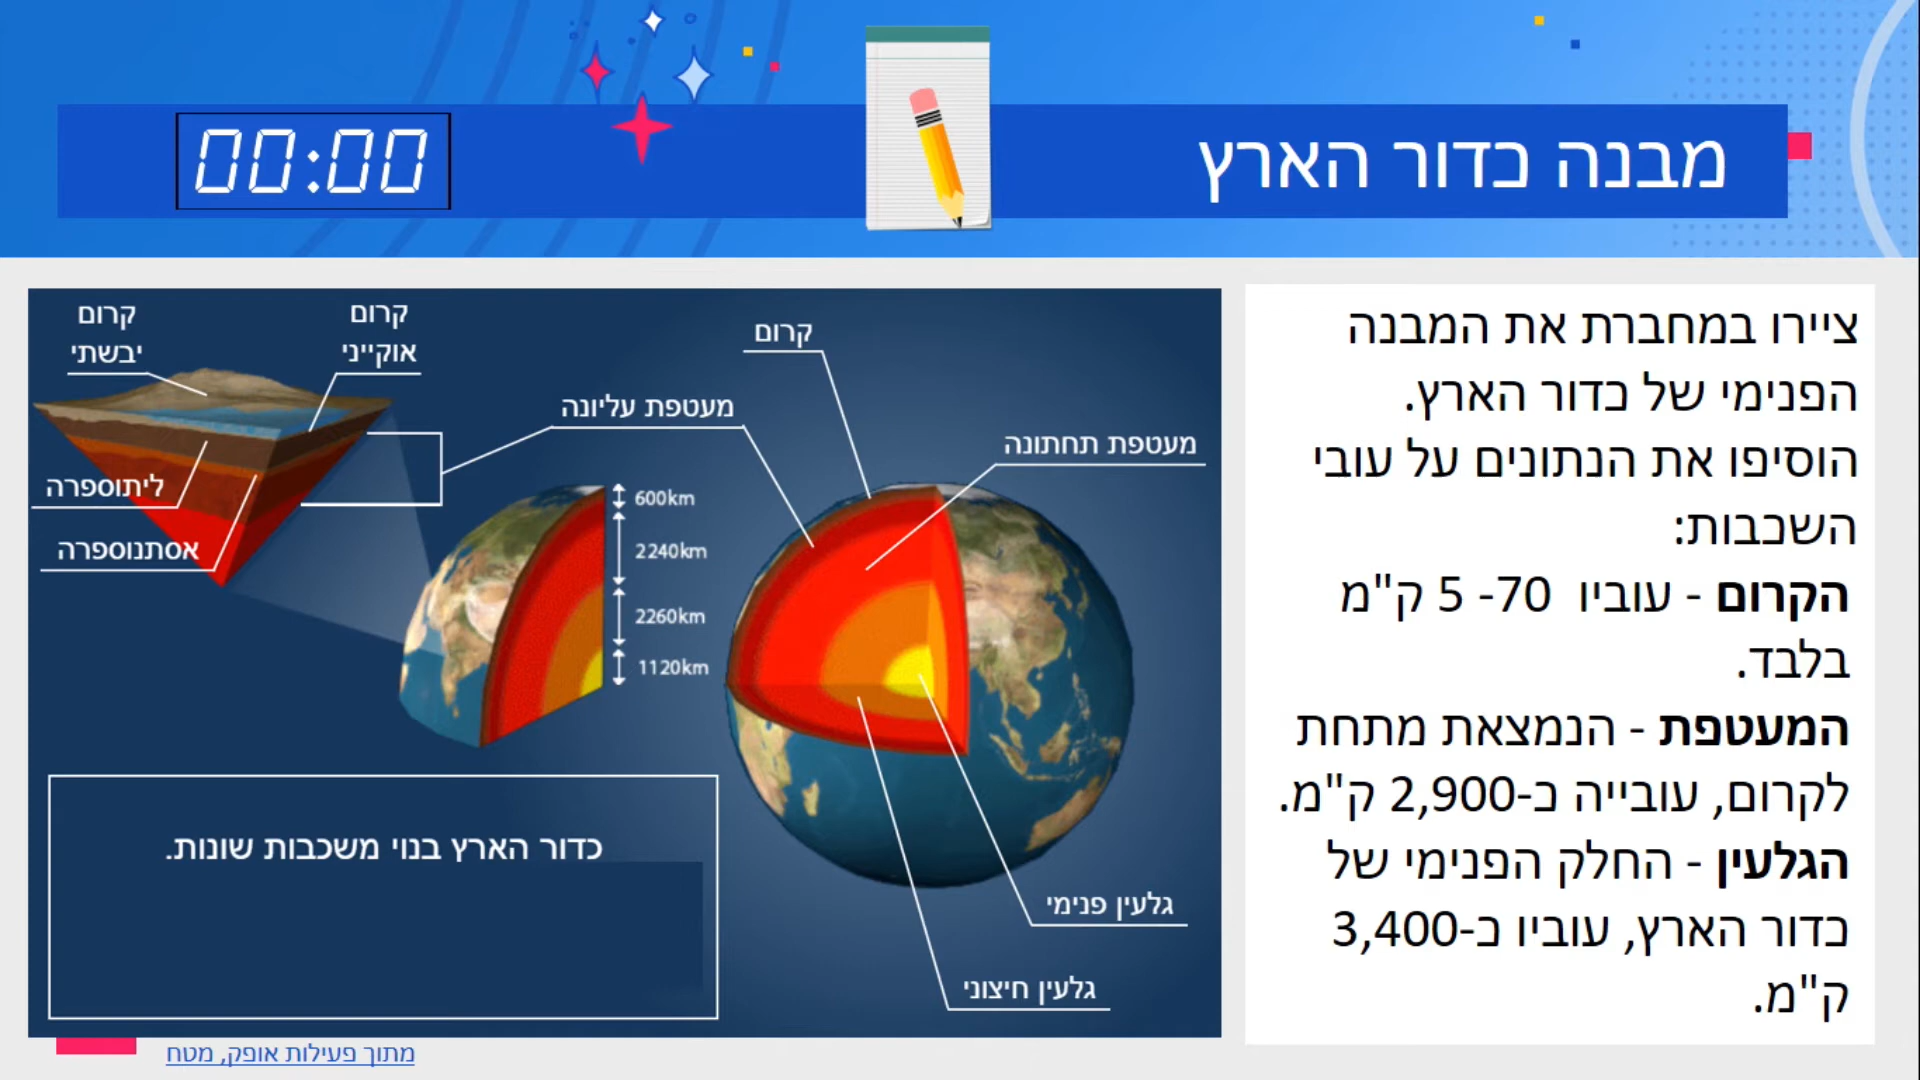 מבנה כדור הארץ
00:00
ציירו במחברת את המבנה
הפנימי של כדור הארץ.
הוסיפו את הנתונים על עובי
השכבות:
הקרום - עוביו 70- 5 ק"מ
בלבד.
המעטפת - הנמצאת מתחת
לקרום, עובייה כ-2,900 ק"מ.
הגלעין - החלק הפנימי של
כדור הארץ, עוביו כ-3,400
ק"מ.
קרום
מעטפת תחתונה
מעטפת עליונה
קרום
אוקייני
קרום
יבשתי
ליתוספרה
אסתנוספרה
600km
2240km
2260km
1120km
גלעין פנימי
גלעין חיצוני
כדור הארץ בנוי משכבות שונות.
מתוך פעילות אופק, מטח